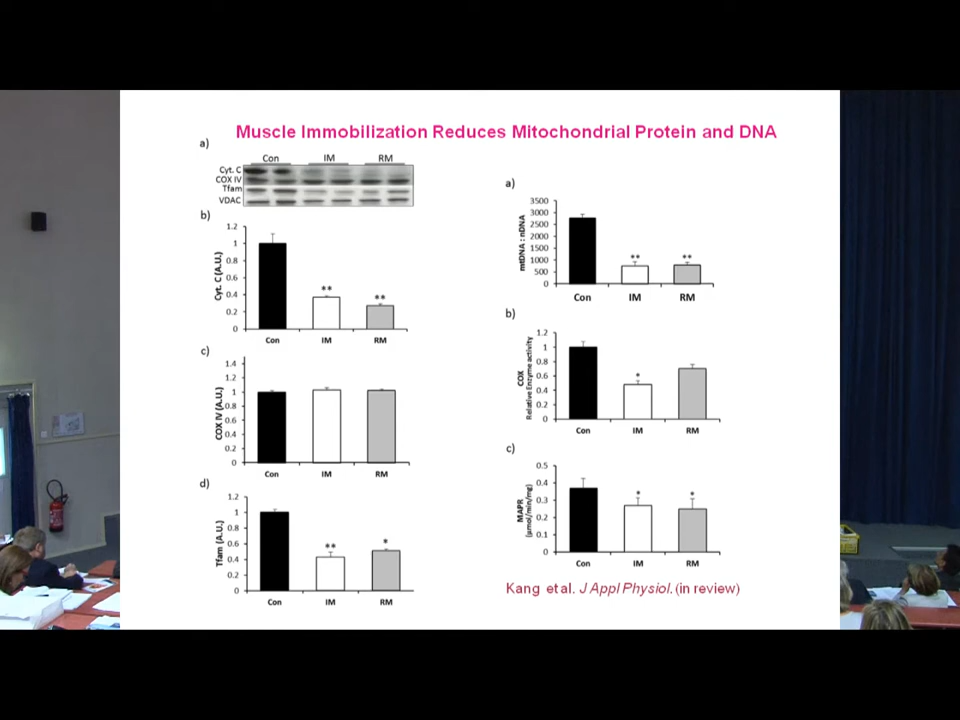 Muscle Immobilization Reduces Mitochondrial Protein and DNA
a)
Con IM RM
Cyt. C
COX IV
Tfam
VDAC
b)
Cyt. C (A.U.)
1.2
1
0.8
0.6
0.4
0.2
0
** **
Con IM RM
c)
COX IV (A.U.)
1.4
1.2
1
0.8
0.6
0.4
0.2
0
Con IM RM
d)
Tfam (A.U.)
1.2
1
0.8
0.6
0.4
0.2
0
** *
Con IM RM
a)
mtDNA : nDNA
3500
3000
2500
2000
1500
1000
500
0
** **
Con IM RM
b)
COX
Relative Enzyme activity
1.2
1
0.8
0.6
0.4
0.2
0
*
Con IM RM
c)
MAPR
(µmol/min/mg)
0.5
0.4
0.3
0.2
0.1
0
* *
Con IM RM
Kang et al. J Appl Physiol. (in review)